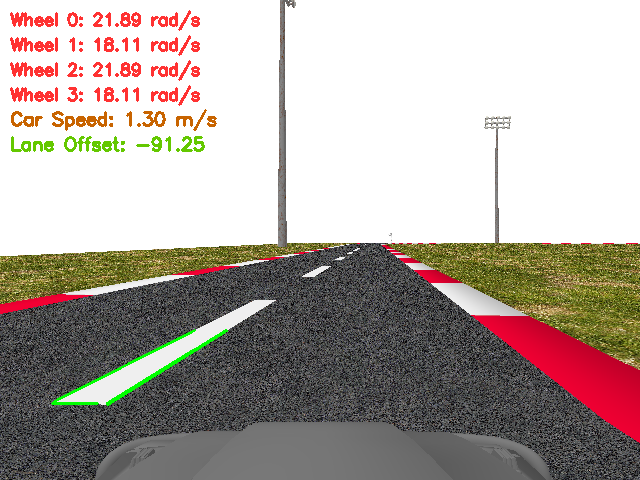 Wheel 0: 21.89 rad/s
Wheel 1: 18.11 rad/s
Wheel 2: 21.89 rad/s
Wheel 3: 18.11 rad/s
Car Speed: 1.30 m/s
Lane Offset: -91.25